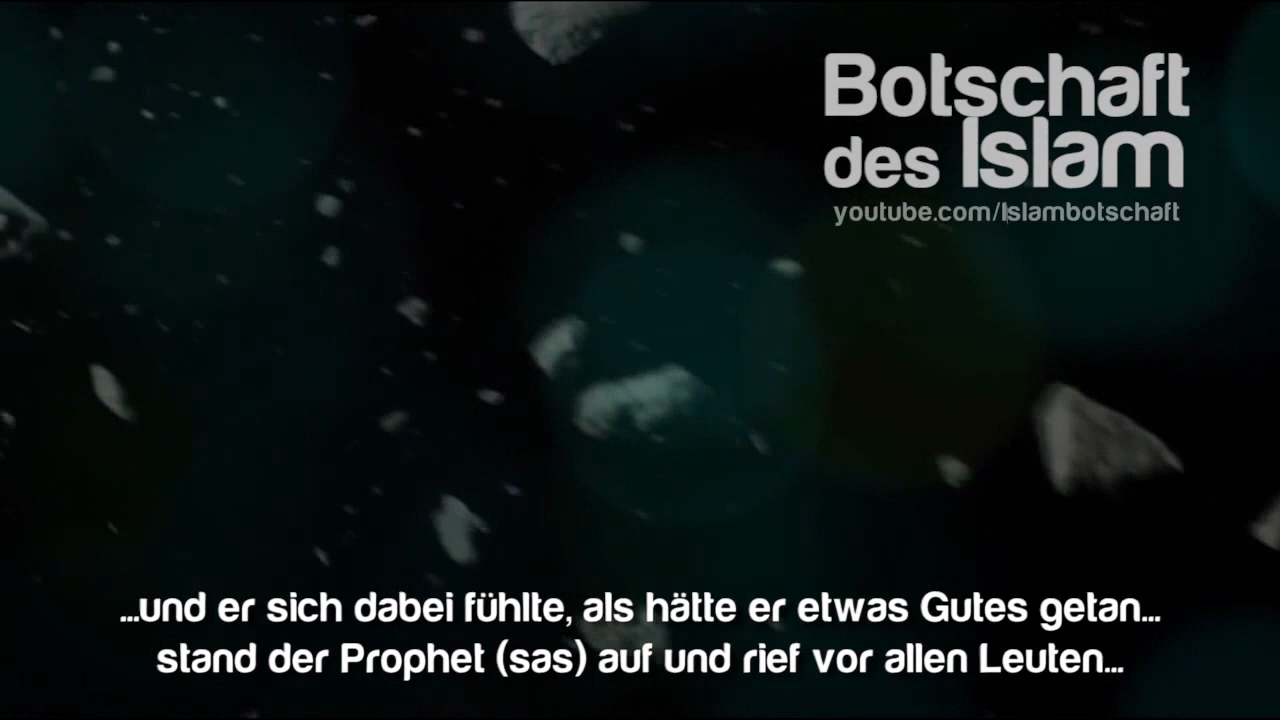 Botschaft
des Islam
youtube.com/Islambotschaft
...und er sich dabei fühlte, als hätte er etwas Gutes getan...
stand der Prophet (sas) auf und rief vor allen Leuten...